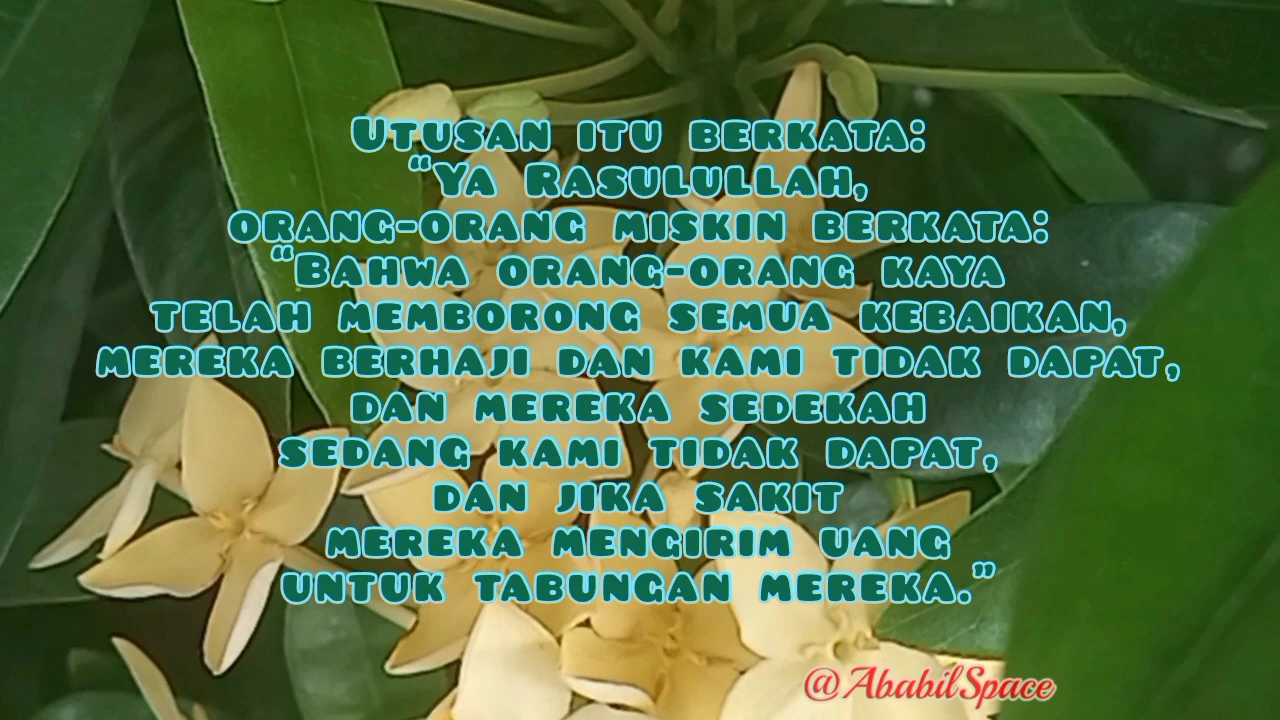 Utusan itu berkata:
“Ya Rasulullah,
orang-orang miskin berkata:
“Bahwa orang-orang kaya
telah memborong semua kebaikan,
mereka berhaji dan kami tidak dapat,
dan mereka sedekah
sedang kami tidak dapat,
dan jika sakit
mereka mengirim uang
untuk tabungan mereka.”
@AbabilSpace